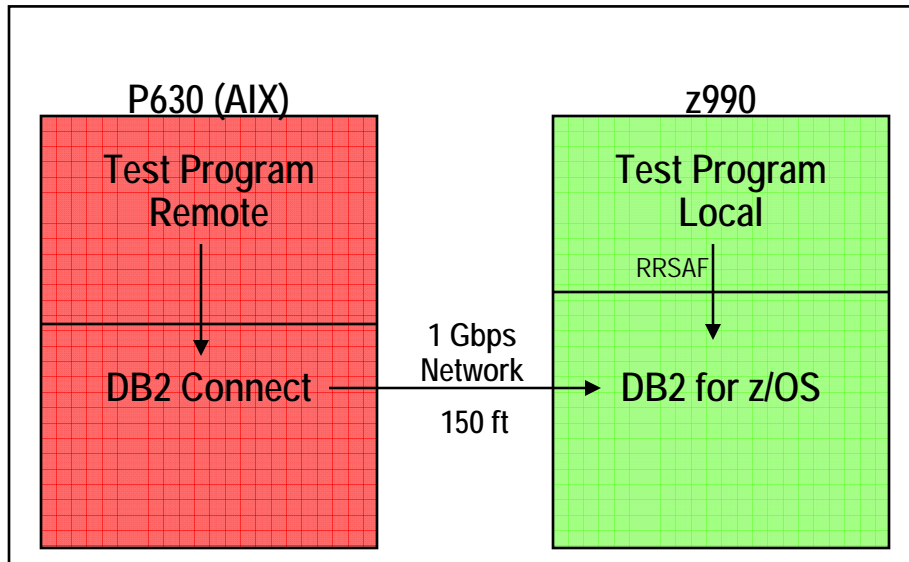 P630 (AIX)
Test Program
Remote
DB2 Connect
1 Gbps
Network
150 ft
z990
Test Program
Local
RRSAF
DB2 for z/OS